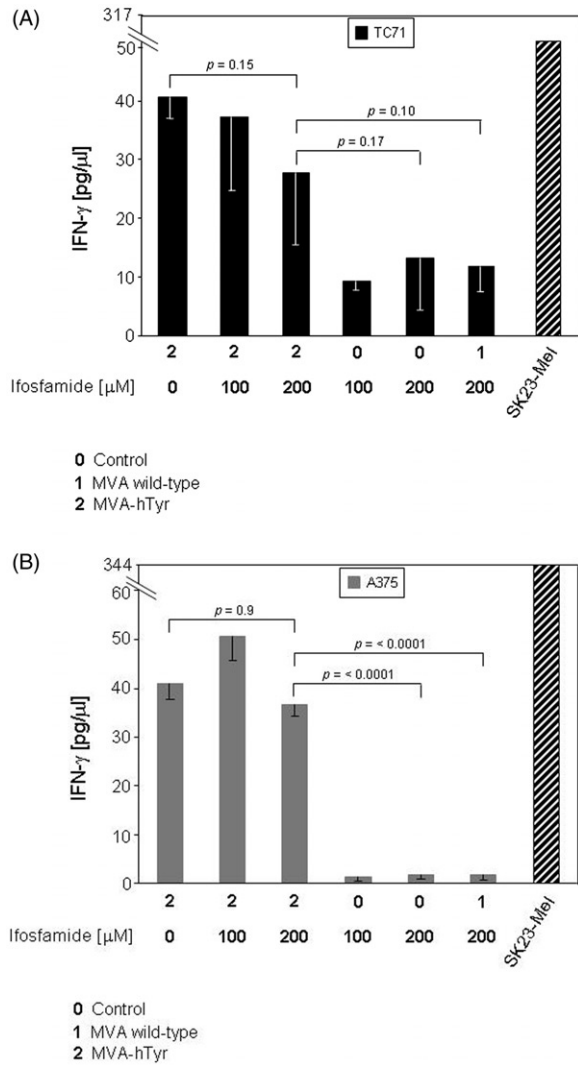 (A)
317
TC71
50
p = 0.15
40
p = 0.10
p = 0.17
30
20
10
0
IFN-γ [pg/µl]
2 2 2 0 0 1
Ifosfamide [µM] 0 100 200 100 200 200
SK23-Mel
0 Control
1 MVA wild-type
2 MVA-hTyr
(B)
344
A375
60
p = 0.9
50
p = < 0.0001
p = < 0.0001
40
30
20
10
0
IFN-γ [pg/µl]
2 2 2 0 0 1
Ifosfamide [µM] 0 100 200 100 200 200
SK23-Mel
0 Control
1 MVA wild-type
2 MVA-hTyr